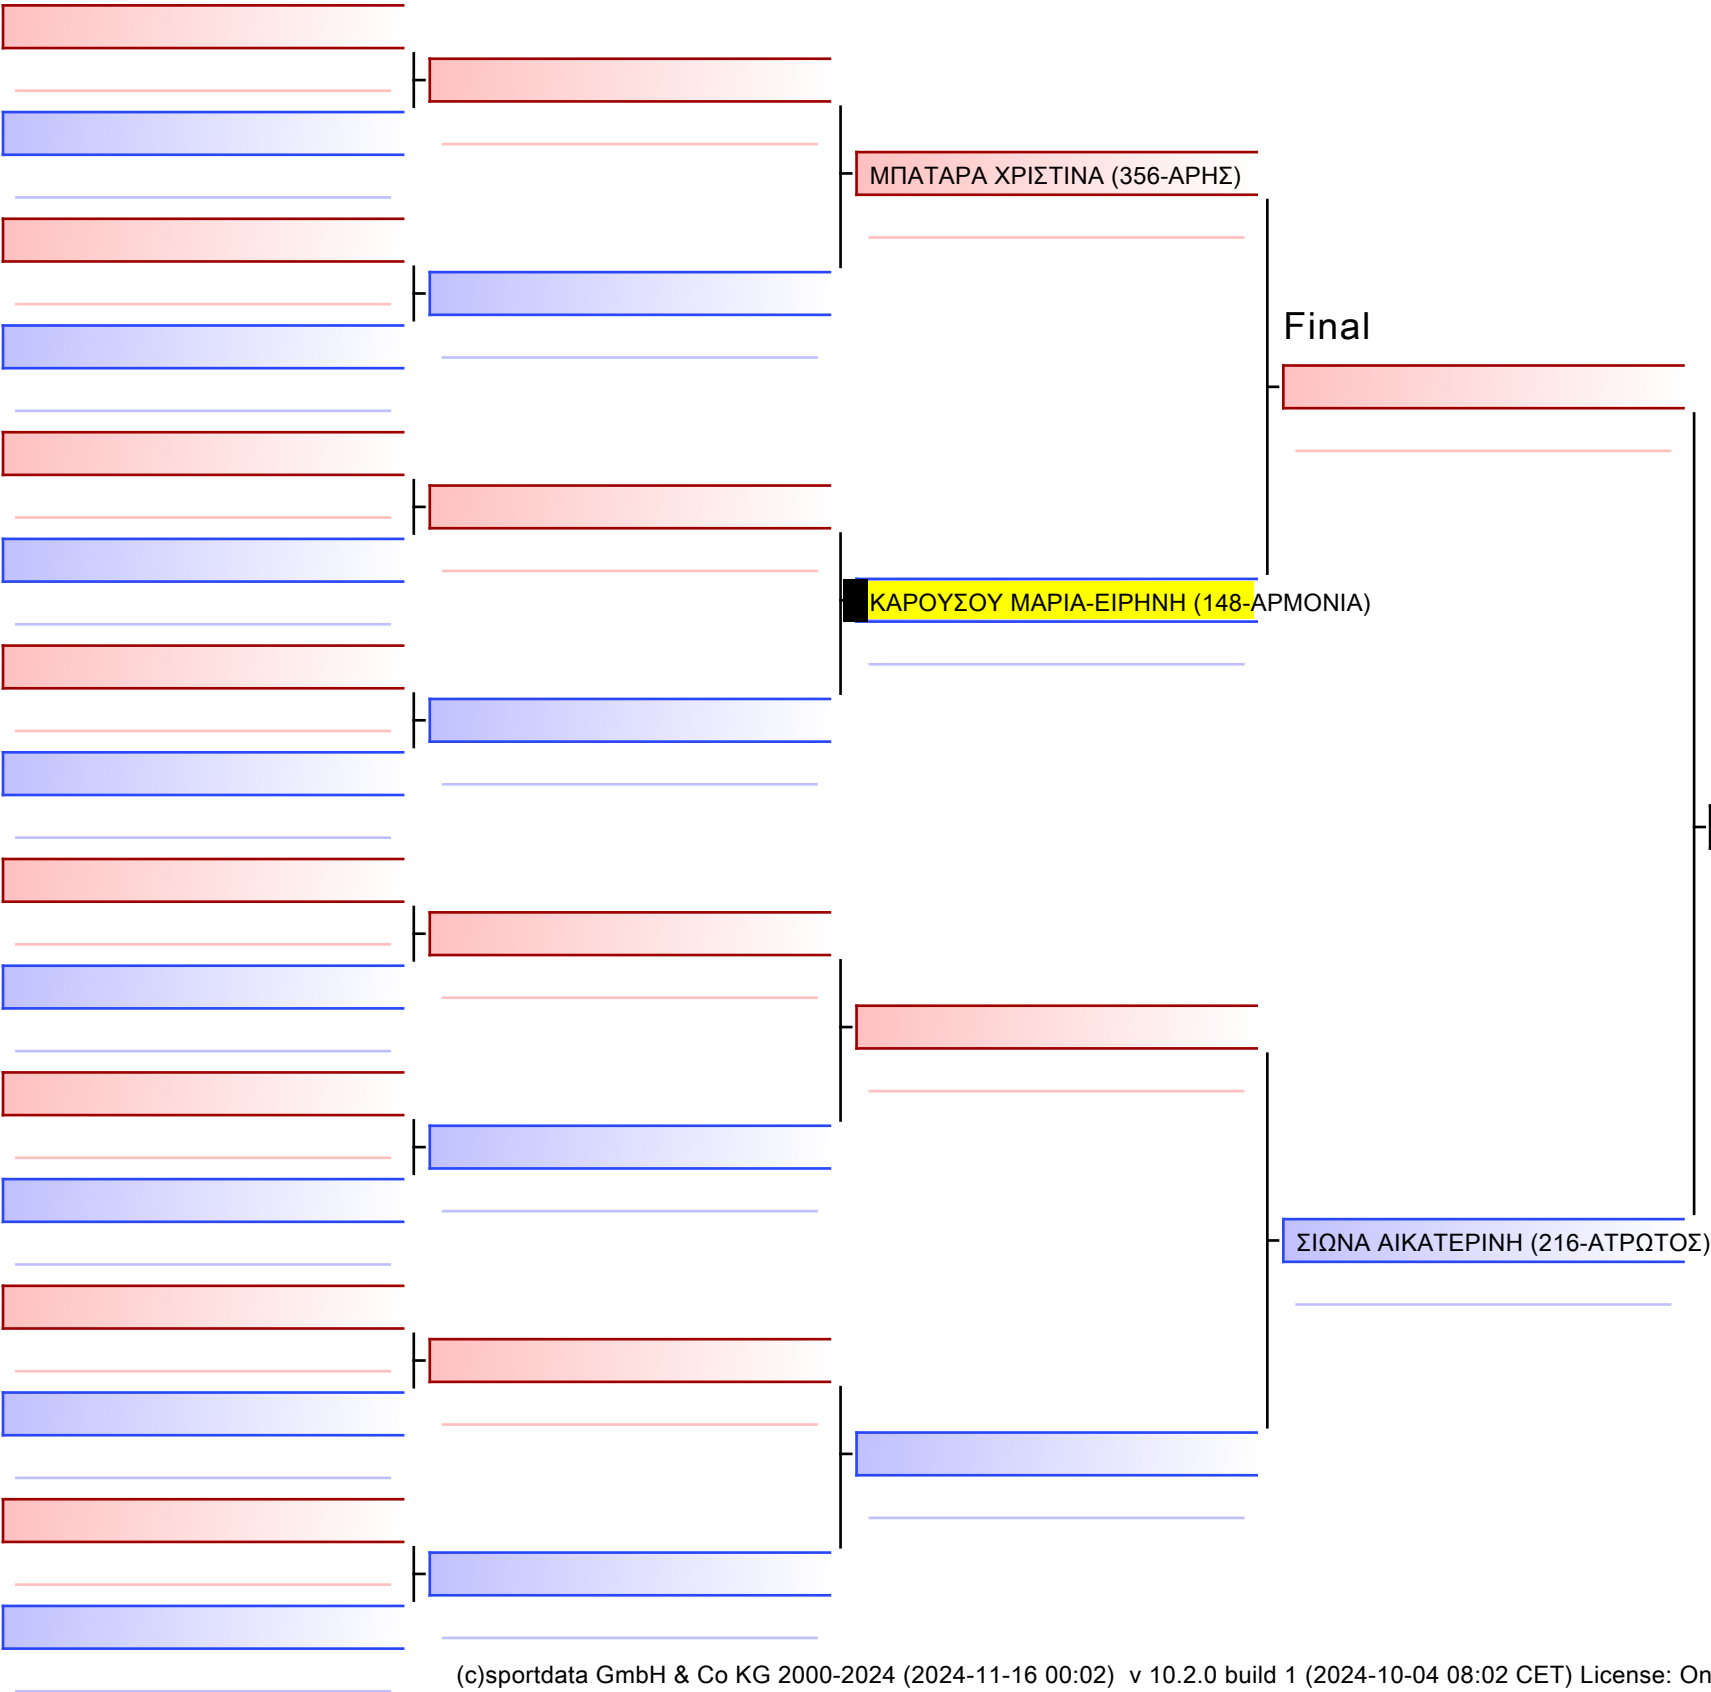 ΜΠΑΤΑΡΑ ΧΡΙΣΤΙΝΑ (356-ΑΡΗΣ)
Final
ΚΑΡΟΥΣΟΥ ΜΑΡΙΑ-ΕΙΡΗΝΗ (148-ΑΡΜΟΝΙΑ)
ΣΙΩΝΑ ΑΙΚΑΤΕΡΙΝΗ (216-ΑΤΡΩΤΟΣ)
(c)sportdata GmbH & Co KG 2000-2024 (2024-11-16 00:02) v 10.2.0 build 1 (2024-10-04 08:02 CET) License: On